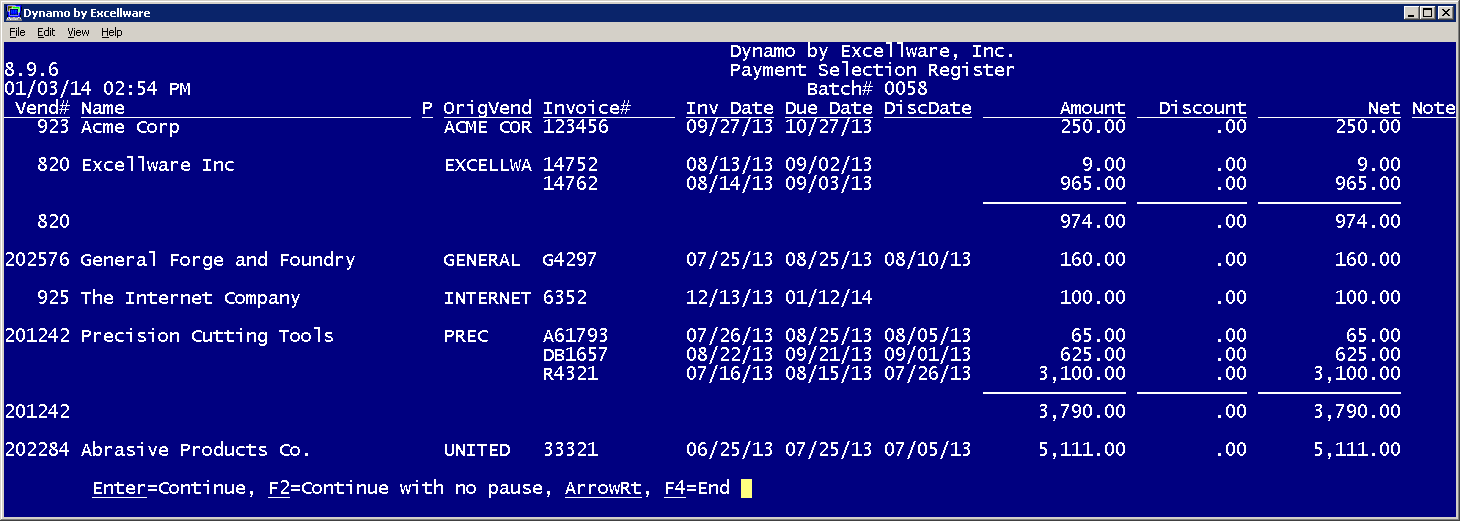 Dynamo by Excellware
File Edit View Help
Dynamo by Excellware, Inc.
8.9.6 Payment Selection Register
01/03/14 02:54 PM Batch# 0058
Vend# Name P OrigVend Invoice# Inv Date Due Date DiscDate Amount Discount Net Note
923 Acme Corp ACME COR 123456 09/27/13 10/27/13 250.00 .00 250.00
820 Excellware Inc EXCELLWA 14752 08/13/13 09/02/13 9.00 .00 9.00
14762 08/14/13 09/03/13 965.00 .00 965.00
820 974.00 .00 974.00
202576 General Forge and Foundry GENERAL G4297 07/25/13 08/25/13 08/10/13 160.00 .00 160.00
925 The Internet Company INTERNET 6352 12/13/13 01/12/14 100.00 .00 100.00
201242 Precision Cutting Tools PREC A61793 07/26/13 08/25/13 08/05/13 65.00 .00 65.00
DB1657 08/22/13 09/21/13 09/01/13 625.00 .00 625.00
R4321 07/16/13 08/15/13 07/26/13 3,100.00 .00 3,100.00
201242 3,790.00 .00 3,790.00
202284 Abrasive Products Co. UNITED 33321 06/25/13 07/25/13 07/05/13 5,111.00 .00 5,111.00
Enter=Continue, F2=Continue with no pause, ArrowRt, F4=End